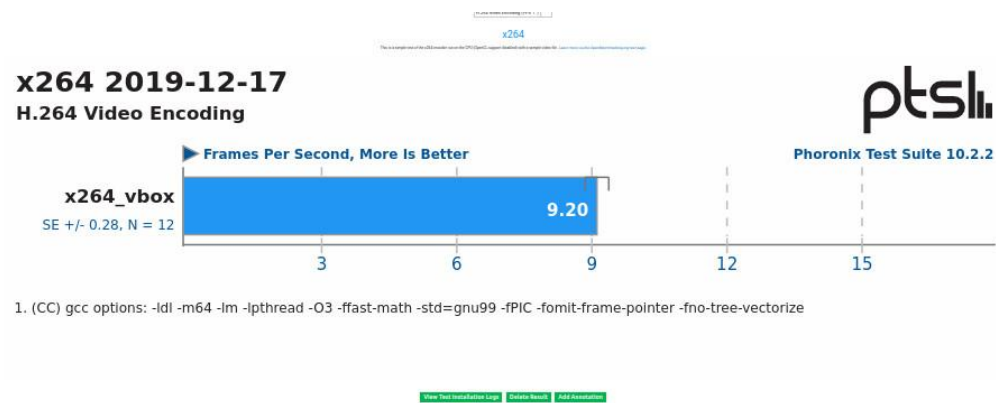 x264
x264 2019-12-17
H.264 Video Encoding
ptsl
Frames Per Second, More Is Better
Phoronix Test Suite 10.2.2
x264_vbox
SE +/- 0.28, N = 12
9.20
3 6 9 12 15
1. (CC) gcc options: -ldl -m64 -lm -lpthread -O3 -ffast-math -std=gnu99 -fPIC -fomit-frame-pointer -fno-tree-vectorize
View Test Installation Logs Delete Result Add Annotation